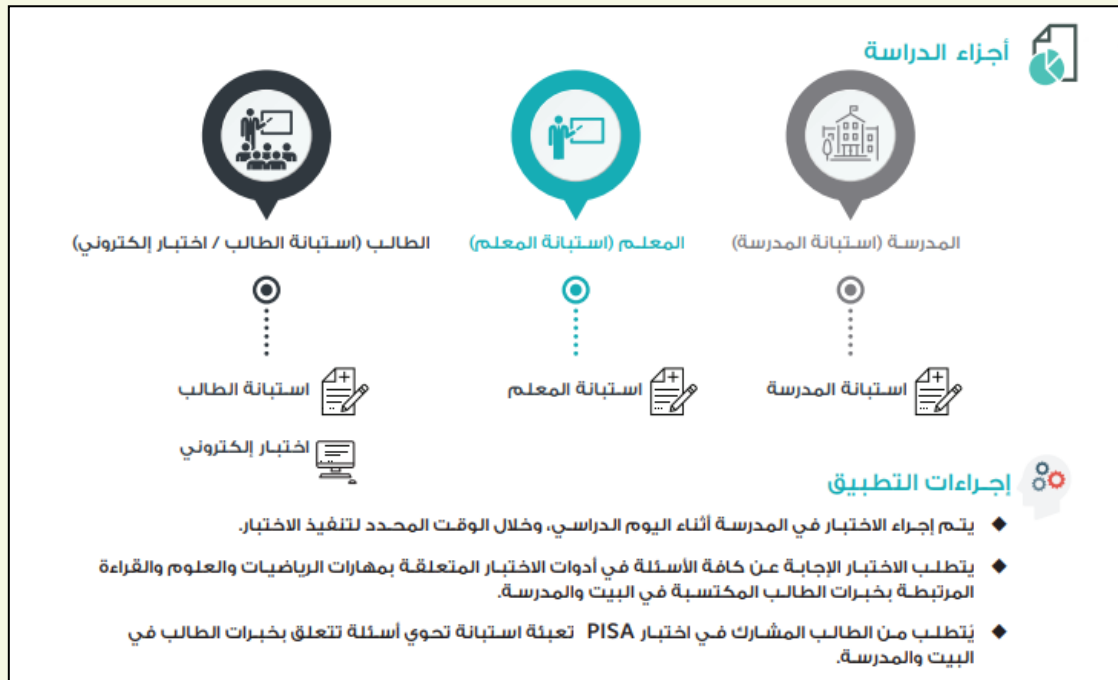 أجزاء الدراسة
المدرسة (استبانة المدرسة)
المعلم (استبانة المعلم)
الطالب (استبانة الطالب / اختبار إلكتروني)
استبانة المدرسة
استبانة المعلم
استبانة الطالب
اختبار إلكتروني
إجراءات التطبيق
◆ يتم إجراء الاختبار في المدرسة أثناء اليوم الدراسي، وخلال الوقت المحدد لتنفيذ الاختبار.
◆ يتطلب الاختبار الإجابة عن كافة الأسئلة في أدوات الاختبار المتعلقة بمهارات الرياضيات والعلوم والقراءة
المرتبطة بخبرات الطالب المكتسبة في البيت والمدرسة.
◆ يُتطلب من الطالب المشارك في اختبار PISA تعبئة استبانة تحوي أسئلة تتعلق بخبرات الطالب في
البيت والمدرسة.